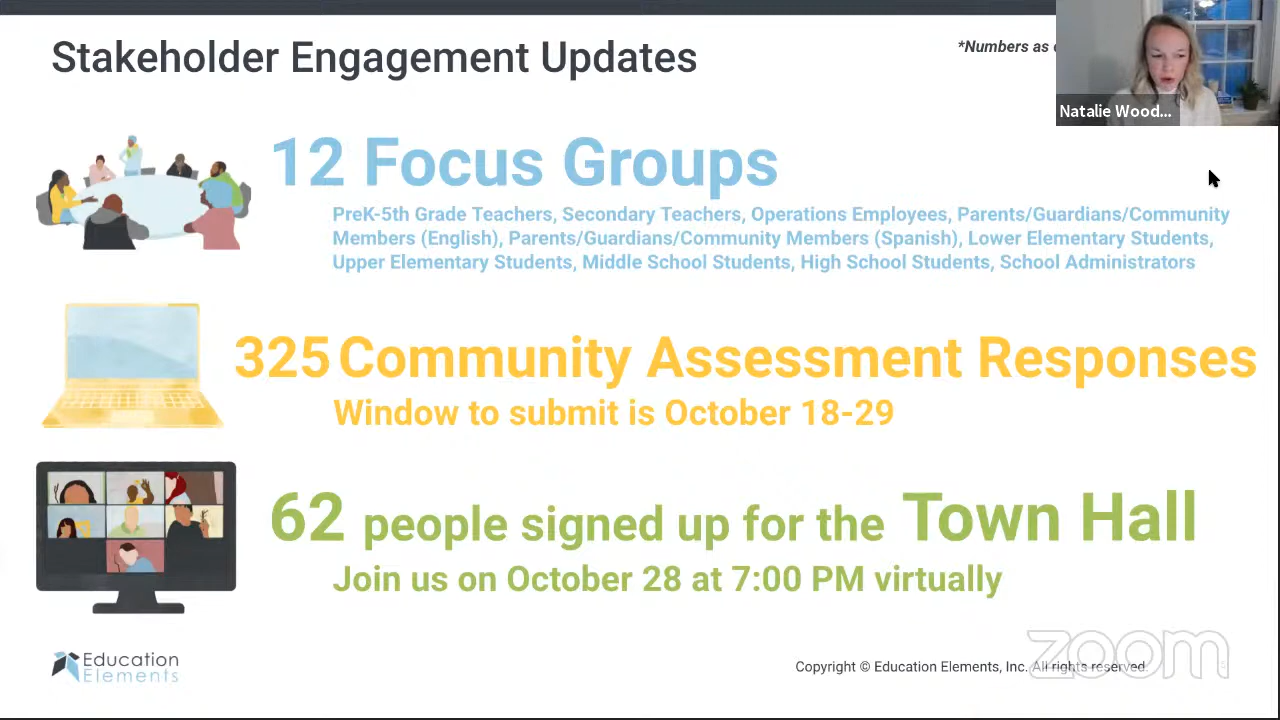 Stakeholder Engagement Updates
*Numbers as
Natalie Wood...
12 Focus Groups
PreK-5th Grade Teachers, Secondary Teachers, Operations Employees, Parents/Guardians/Community
Members (English), Parents/Guardians/Community Members (Spanish), Lower Elementary Students,
Upper Elementary Students, Middle School Students, High School Students, School Administrators
325 Community Assessment Responses
Window to submit is October 18-29
62 people signed up for the Town Hall
Join us on October 28 at 7:00 PM virtually
Education
Elements
Copyright © Education Elements, Inc. All rights reserved.
zoom